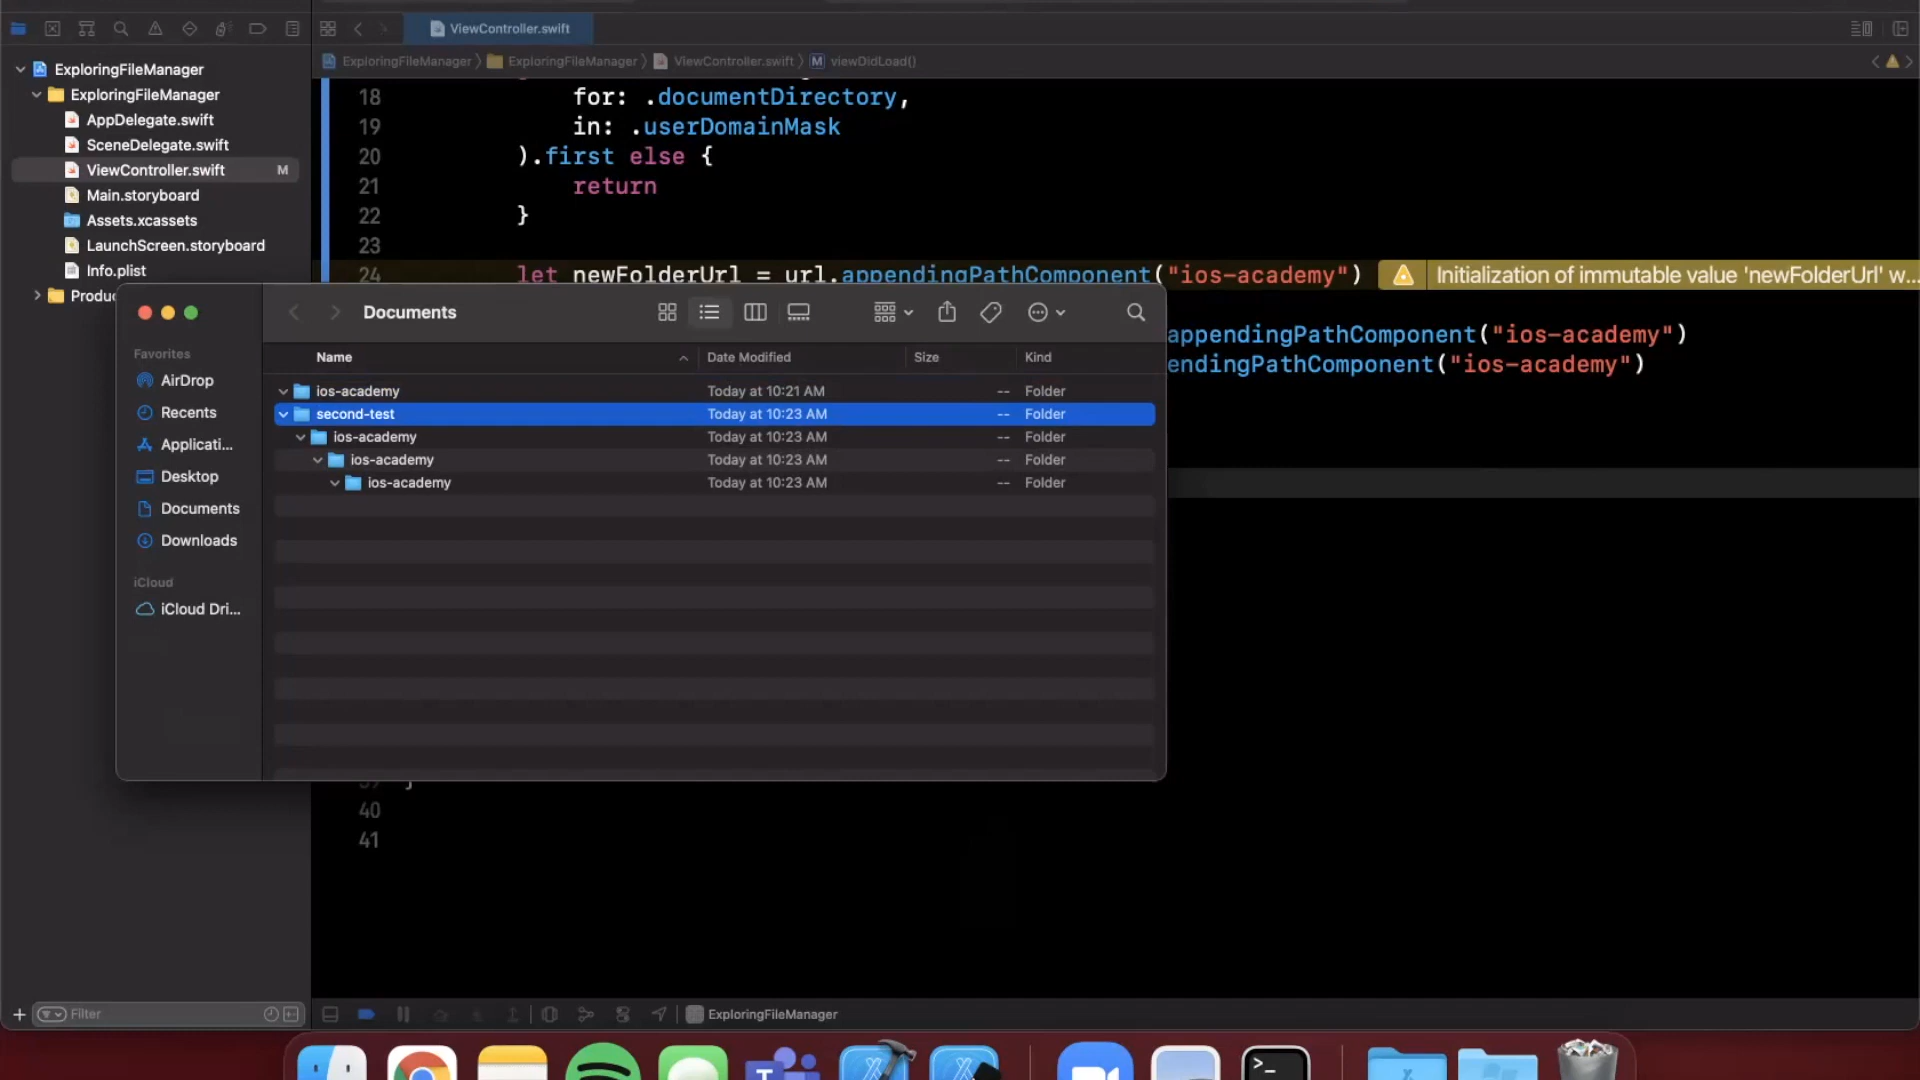 ViewController.swift
ExploringFileManager
ExploringFileManager
ViewController.swift
M
viewDidLoad()
ExploringFileManager
ExploringFileManager
AppDelegate.swift
SceneDelegate.swift
ViewController.swift
M
Main.storyboard
Assets.xcassets
LaunchScreen.storyboard
Info.plist
Produc
18 for: .documentDirectory,
19 in: .userDomainMask
20 ).first else {
21 return
22 }
23
24 let newFolderUrl = url.appendingPathComponent("ios-academy")
Initialization of immutable value 'newFolderUrl' w...
appendingPathComponent("ios-academy")
endingPathComponent("ios-academy")
Documents
Favorites
AirDrop
Recents
Applicati...
Desktop
Documents
Downloads
iCloud
iCloud Dri...
Name Date Modified Size Kind
ios-academy Today at 10:21 AM -- Folder
second-test Today at 10:23 AM -- Folder
ios-academy Today at 10:23 AM -- Folder
ios-academy Today at 10:23 AM -- Folder
ios-academy Today at 10:23 AM -- Folder
40
41
Filter
ExploringFileManager